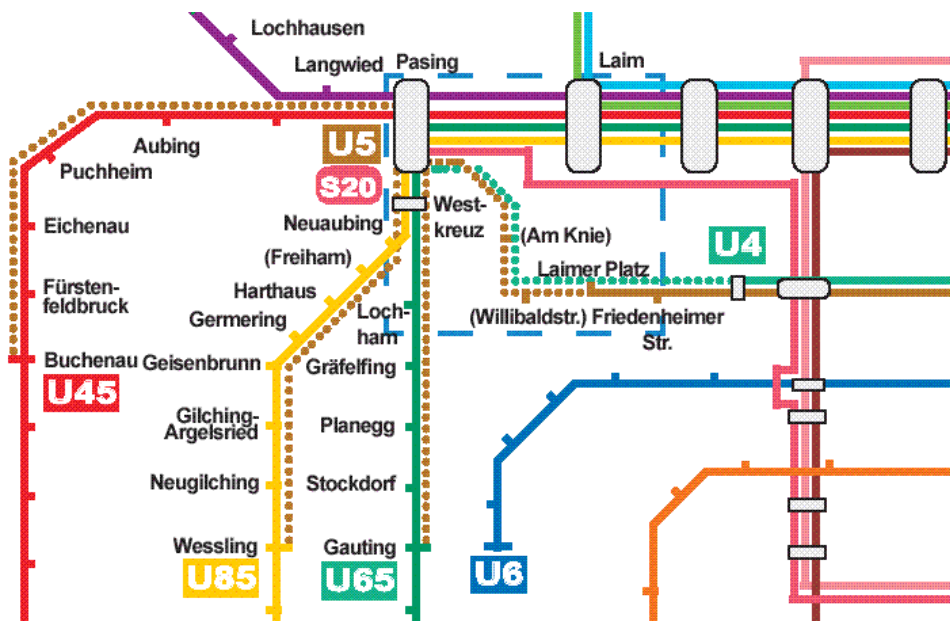 Lochhausen
Langwied
Pasing
Laim
U5
S20
Aubing
Puchheim
Eichenau
Fürsten-
feldbruck
Buchenau
U45
Neuaubing
(Freiham)
Harthaus
Germering
Geisenbrunn
Gilching-
Argelsried
Neugilching
Wessling
U85
West-
kreuz
Loch-
ham
Gräfelfing
Planegg
Stockdorf
Gauting
U65
(Am Knie)
Laimer Platz
U4
(Willibaldstr.) Friedenheimer
Str.
U6